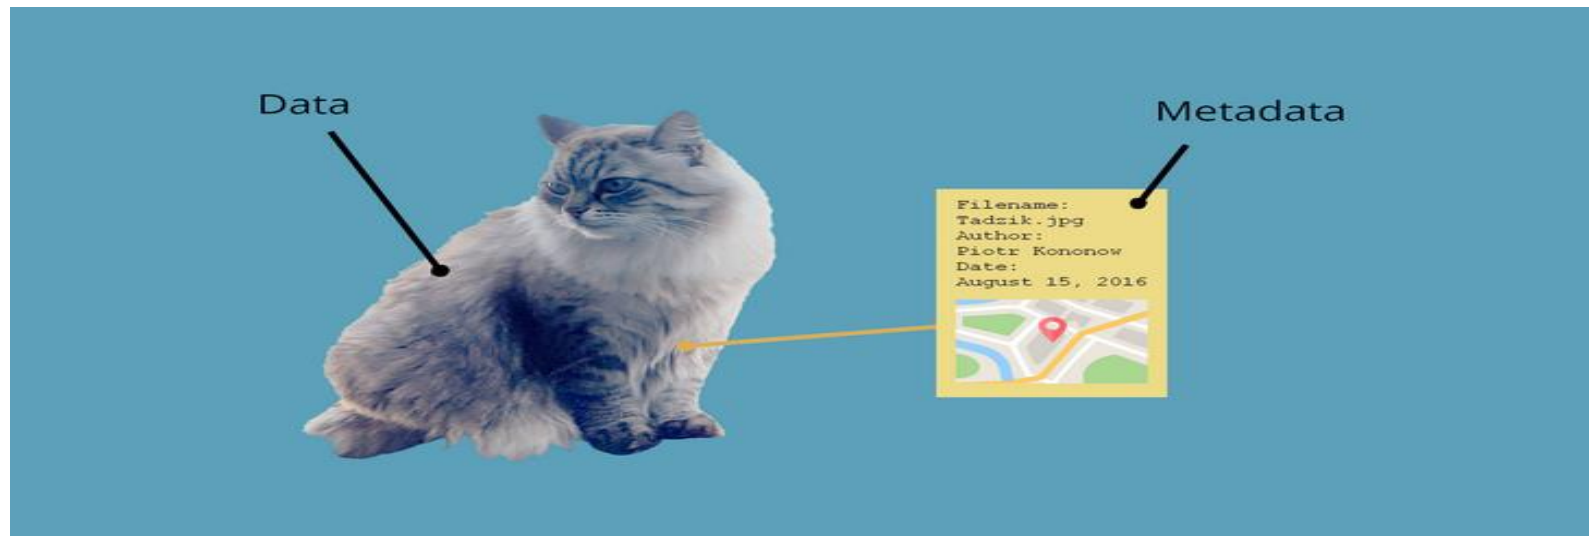 Data
Metadata
Filename:
Tadzik.jpg
Author:
Piotr Kononow
Date:
August 15, 2016